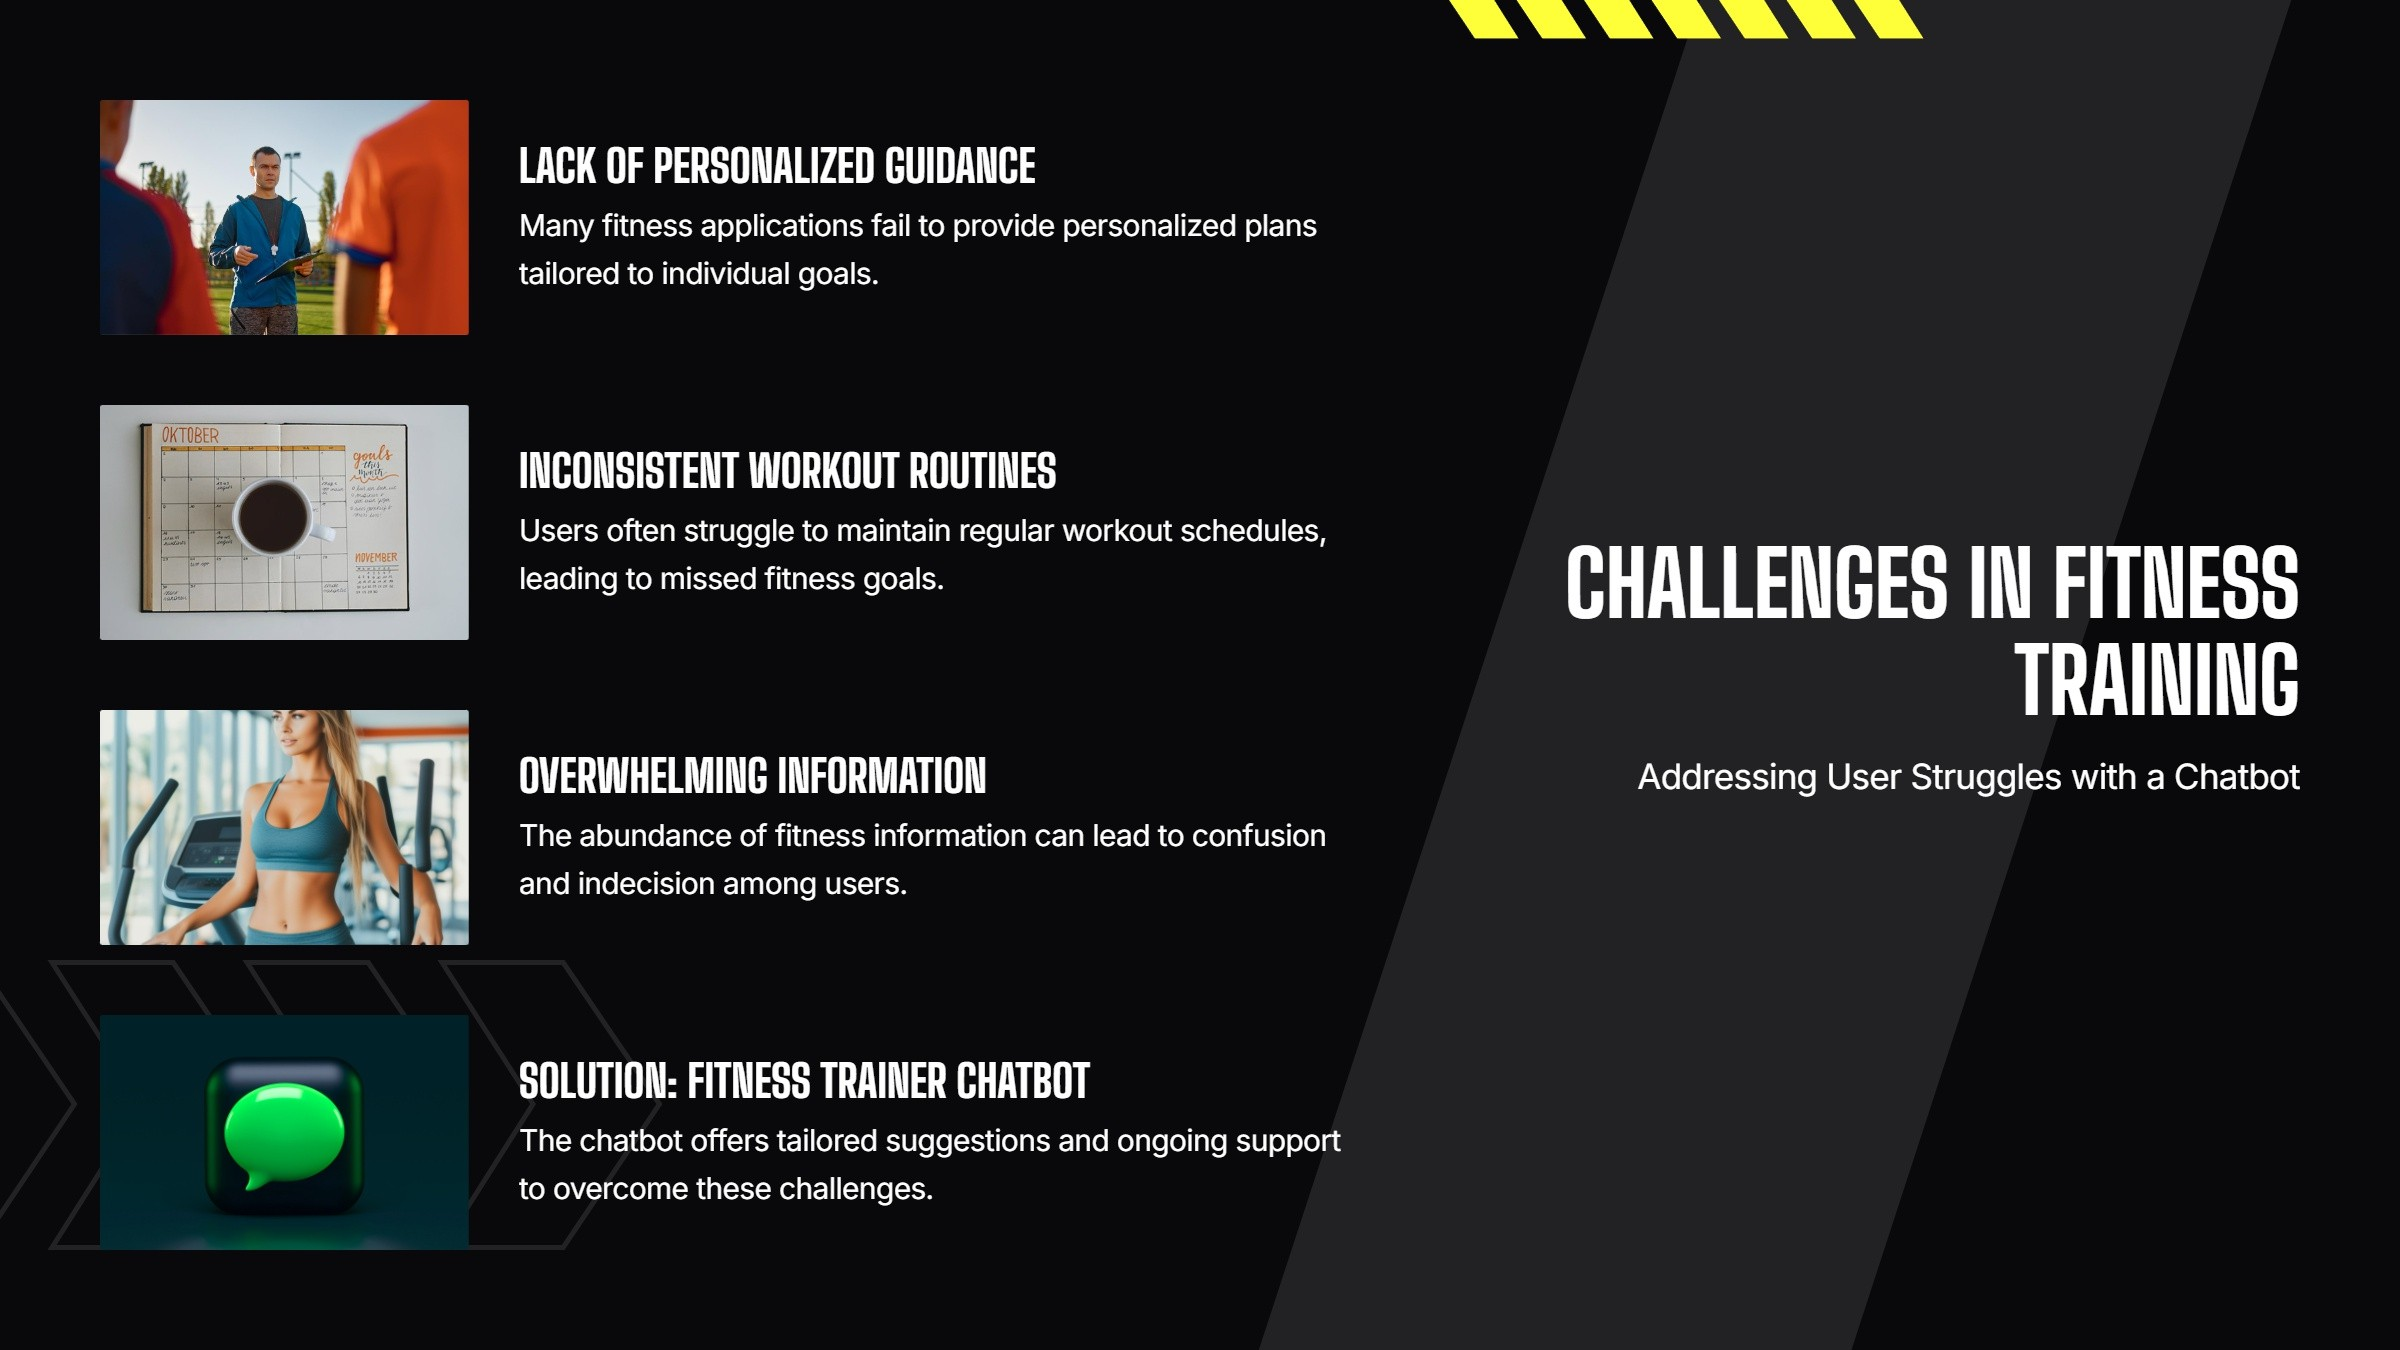 LACK OF PERSONALIZED GUIDANCE
Many fitness applications fail to provide personalized plans
tailored to individual goals.
OKTOBER
goals
this
month
NOVEMBER
INCONSISTENT WORKOUT ROUTINES
Users often struggle to maintain regular workout schedules,
leading to missed fitness goals.
OVERWHELMING INFORMATION
The abundance of fitness information can lead to confusion
and indecision among users.
SOLUTION: FITNESS TRAINER CHATBOT
The chatbot offers tailored suggestions and ongoing support
to overcome these challenges.
CHALLENGES IN FITNESS
TRAINING
Addressing User Struggles with a Chatbot